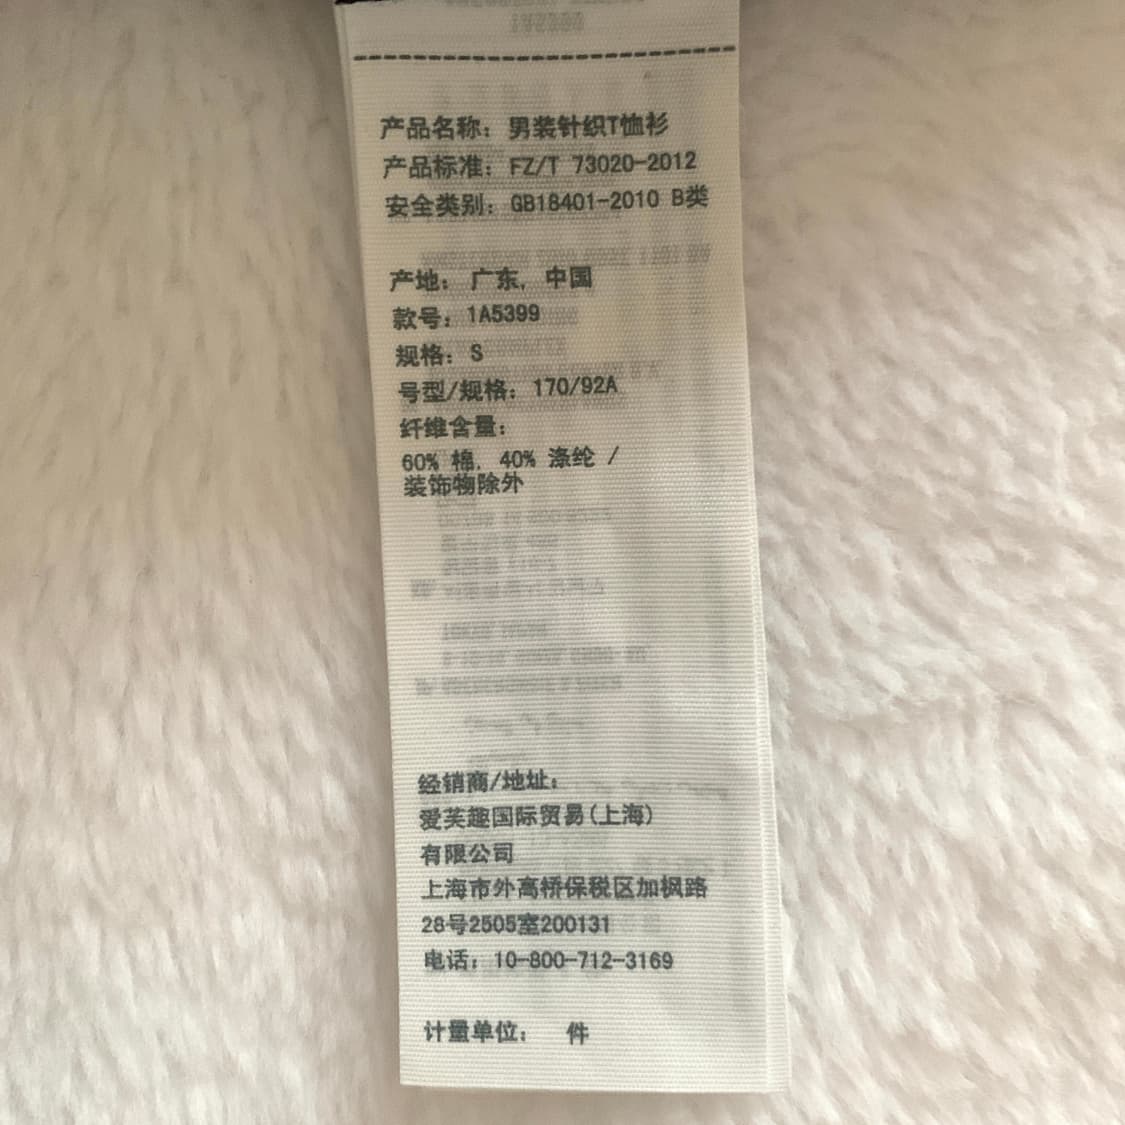 产品名称：男装针织T恤衫
产品标准：FZ/T 73020-2012
安全类别：GB18401-2010 B类
产地：广东, 中国
款号：1A5399
规格：S
号型/规格：170/92A
纤维含量：
60% 棉, 40% 涤纶 /
装饰物除外
经销商/地址：
爱芙趣国际贸易(上海)
有限公司
上海市外高桥保税区加枫路
28号2505室200131
电话：10-800-712-3169
计量单位： 件